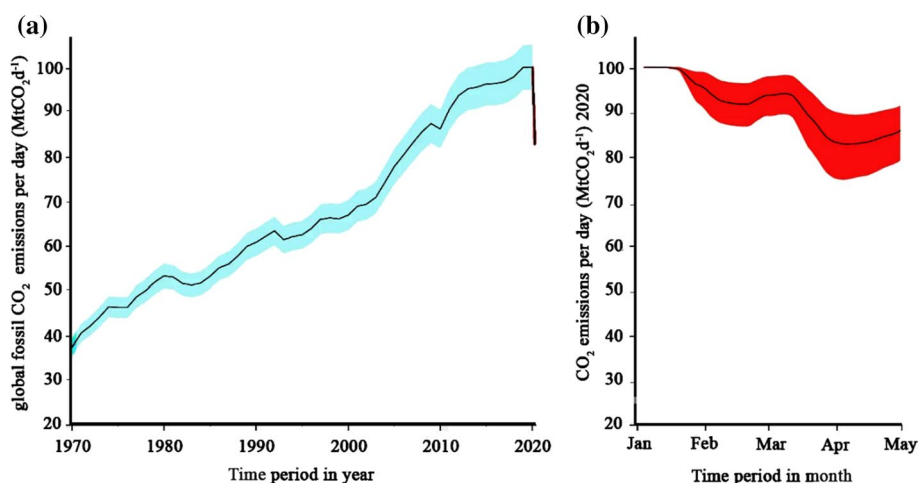 (a)
global fossil CO₂ emissions per day (MtCO₂d⁻¹)
100
90
80
70
60
50
40
30
20
1970
1980
1990
2000
2010
2020
Time period in year
(b)
CO₂ emissions per day (MtCO₂d⁻¹) 2020
100
90
80
70
60
50
40
30
20
Jan
Feb
Mar
Apr
May
Time period in month